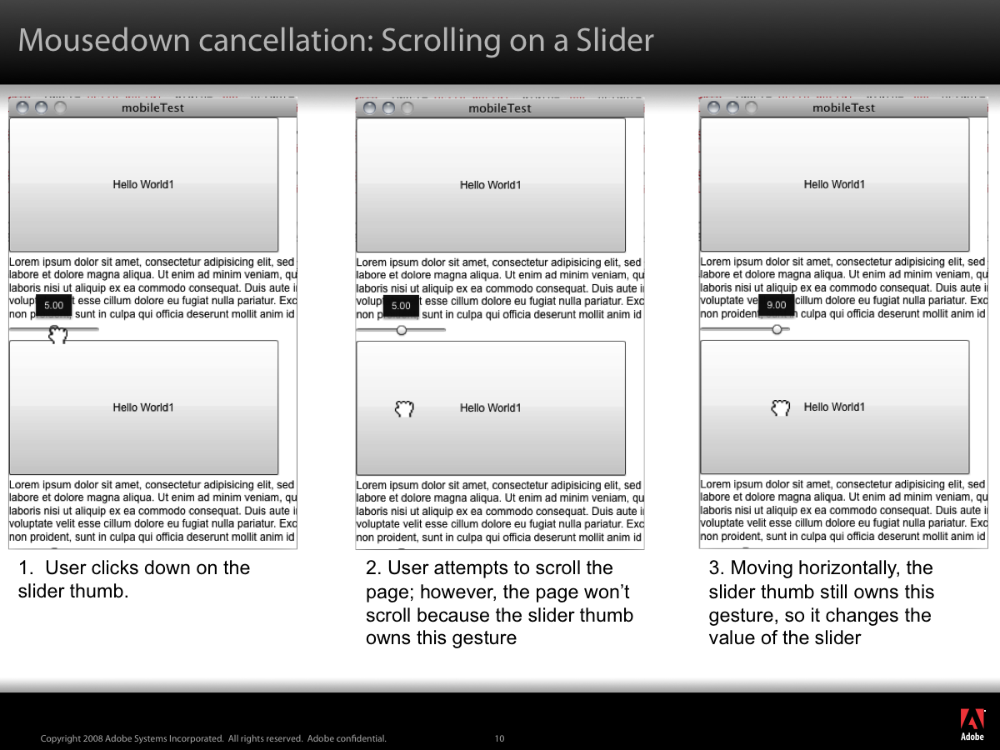 Mousedown cancellation: Scrolling on a Slider
mobileTest
Hello World1
Lorem ipsum dolor sit amet, consectetur adipisicing elit, sed
labore et dolore magna aliqua. Ut enim ad minim veniam, qu
laboris nisi ut aliquip ex ea commodo consequat. Duis aute i
volup t esse cillum dolore eu fugiat nulla pariatur. Exc
5.00
non p sunt in culpa qui officia deserunt mollit anim id
Hello World1
Lorem ipsum dolor sit amet, consectetur adipisicing elit, sed
labore et dolore magna aliqua. Ut enim ad minim veniam, qu
laboris nisi ut aliquip ex ea commodo consequat. Duis aute i
voluptate velit esse cillum dolore eu fugiat nulla pariatur. Exc
non proident, sunt in culpa qui officia deserunt mollit anim id
1. User clicks down on the
slider thumb.
mobileTest
Hello World1
Lorem ipsum dolor sit amet, consectetur adipisicing elit, sed
labore et dolore magna aliqua. Ut enim ad minim veniam, qu
laboris nisi ut aliquip ex ea commodo consequat. Duis aute i
volup t esse cillum dolore eu fugiat nulla pariatur. Exc
5.00
non p sunt in culpa qui officia deserunt mollit anim id
Hello World1
Lorem ipsum dolor sit amet, consectetur adipisicing elit, sed
labore et dolore magna aliqua. Ut enim ad minim veniam, qu
laboris nisi ut aliquip ex ea commodo consequat. Duis aute i
voluptate velit esse cillum dolore eu fugiat nulla pariatur. Exc
non proident, sunt in culpa qui officia deserunt mollit anim id
2. User attempts to scroll the
page; however, the page won’t
scroll because the slider thumb
owns this gesture
mobileTest
Hello World1
Lorem ipsum dolor sit amet, consectetur adipisicing elit, sed
labore et dolore magna aliqua. Ut enim ad minim veniam, qu
laboris nisi ut aliquip ex ea commodo consequat. Duis aute i
voluptate ve cillum dolore eu fugiat nulla pariatur. Exc
9.00
non proident, n culpa qui officia deserunt mollit anim id
Hello World1
Lorem ipsum dolor sit amet, consectetur adipisicing elit, sed
labore et dolore magna aliqua. Ut enim ad minim veniam, qu
laboris nisi ut aliquip ex ea commodo consequat. Duis aute i
voluptate velit esse cillum dolore eu fugiat nulla pariatur. Exc
non proident, sunt in culpa qui officia deserunt mollit anim id
3. Moving horizontally, the
slider thumb still owns this
gesture, so it changes the
value of the slider
Copyright 2008 Adobe Systems Incorporated. All rights reserved. Adobe confidential.
10
Adobe